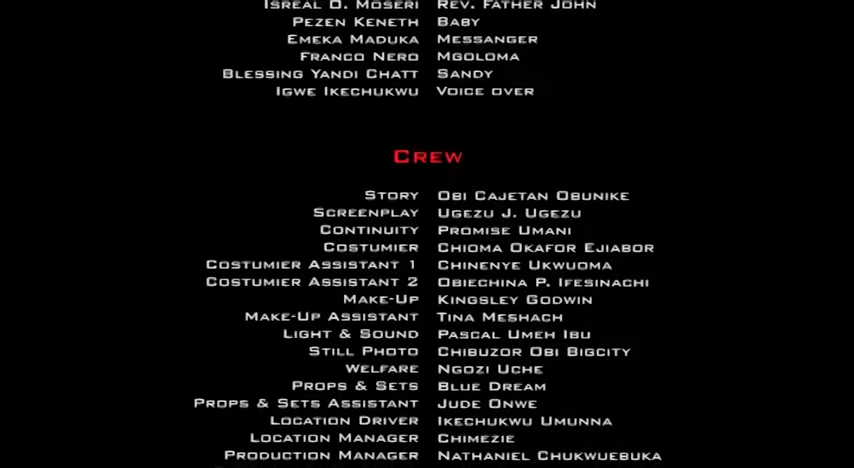 ISREAL O. MOSERI REV. FATHER JOHN
PEZEN KENETH BABY
EMEKA MADUKA MESSANGER
FRANCO NERO MGOLOMA
BLESSING YANDI CHATT SANDY
IGWE IKECHUKWU VOICE OVER
CREW
STORY OBI CAJETAN OBUNIKE
SCREENPLAY UGEZU J. UGEZU
CONTINUITY PROMISE UMANI
COSTUMIER CHIOMA OKAFOR EJIABOR
COSTUMIER ASSISTANT 1 CHINENYE UKWUOMA
COSTUMIER ASSISTANT 2 OBIECHINA P. IFESINACHI
MAKE-UP KINGSLEY GODWIN
MAKE-UP ASSISTANT TINA MESHACH
LIGHT & SOUND PASCAL UMEH IBU
STILL PHOTO CHIBUZOR OBI BIGCITY
WELFARE NGOZI UCHE
PROPS & SETS BLUE DREAM
PROPS & SETS ASSISTANT JUDE ONWE
LOCATION DRIVER IKECHUKWU UMUNNA
LOCATION MANAGER CHIMEZIE
PRODUCTION MANAGER NATHANIEL CHUKWUEBUKA